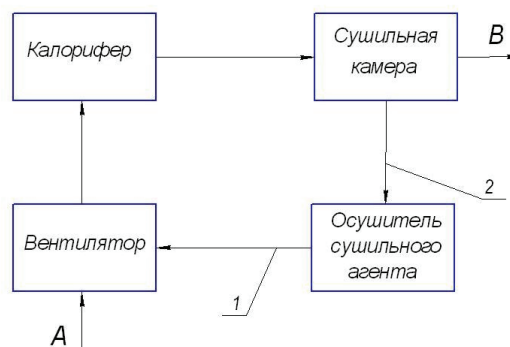 Калорифер
Сушильная
камера
B
2
Вентилятор
Осушитель
сушильного
агента
1
A